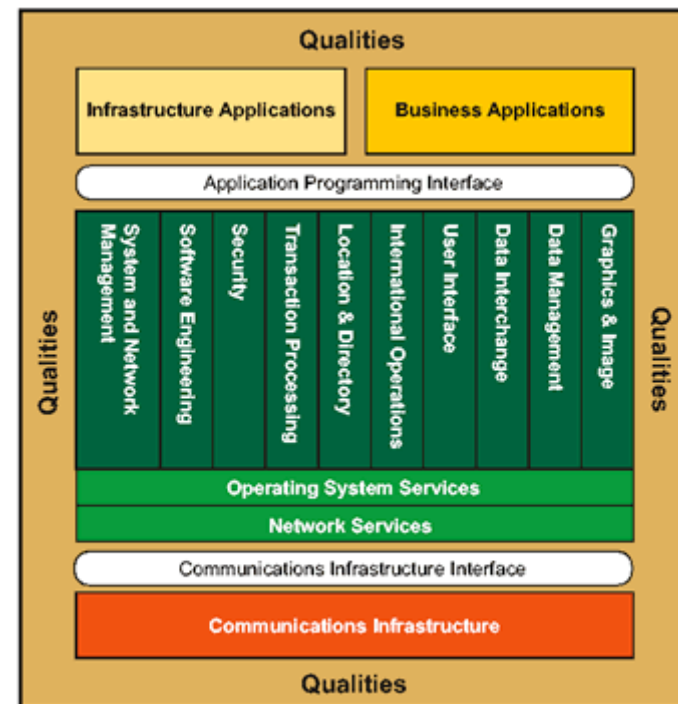 Qualities
Infrastructure Applications
Business Applications
Application Programming Interface
Qualities
System and Network
Management
Software Engineering
Security
Transaction Processing
Location & Directory
International Operations
User Interface
Data Interchange
Data Management
Graphics & Image
Qualities
Operating System Services
Network Services
Communications Infrastructure Interface
Communications Infrastructure
Qualities